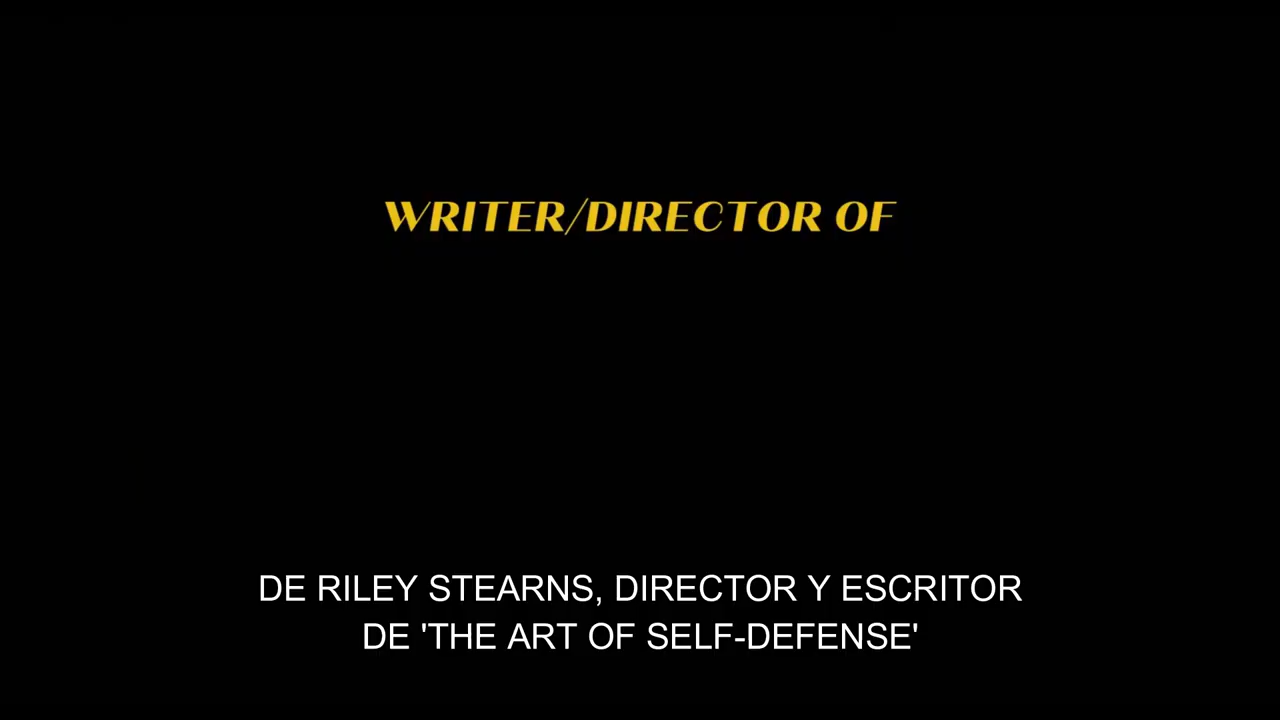 WRITER/DIRECTOR OF
DE RILEY STEARNS, DIRECTOR Y ESCRITOR
DE 'THE ART OF SELF-DEFENSE'